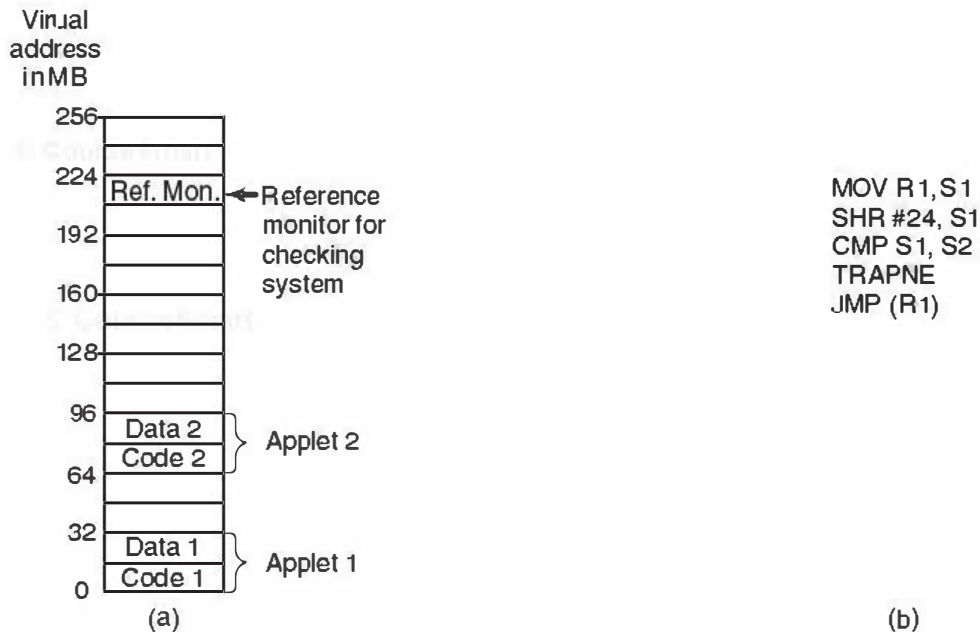 Virual
address
in MB
256
224
Ref. Mon.
Reference
monitor for
checking
system
192
160
128
96
Data 2
Code 2
Applet 2
64
32
Data 1
Code 1
Applet 1
0
(a)
MOV R1, S1
SHR #24, S1
CMP S1, S2
TRAPNE
JMP (R1)
(b)